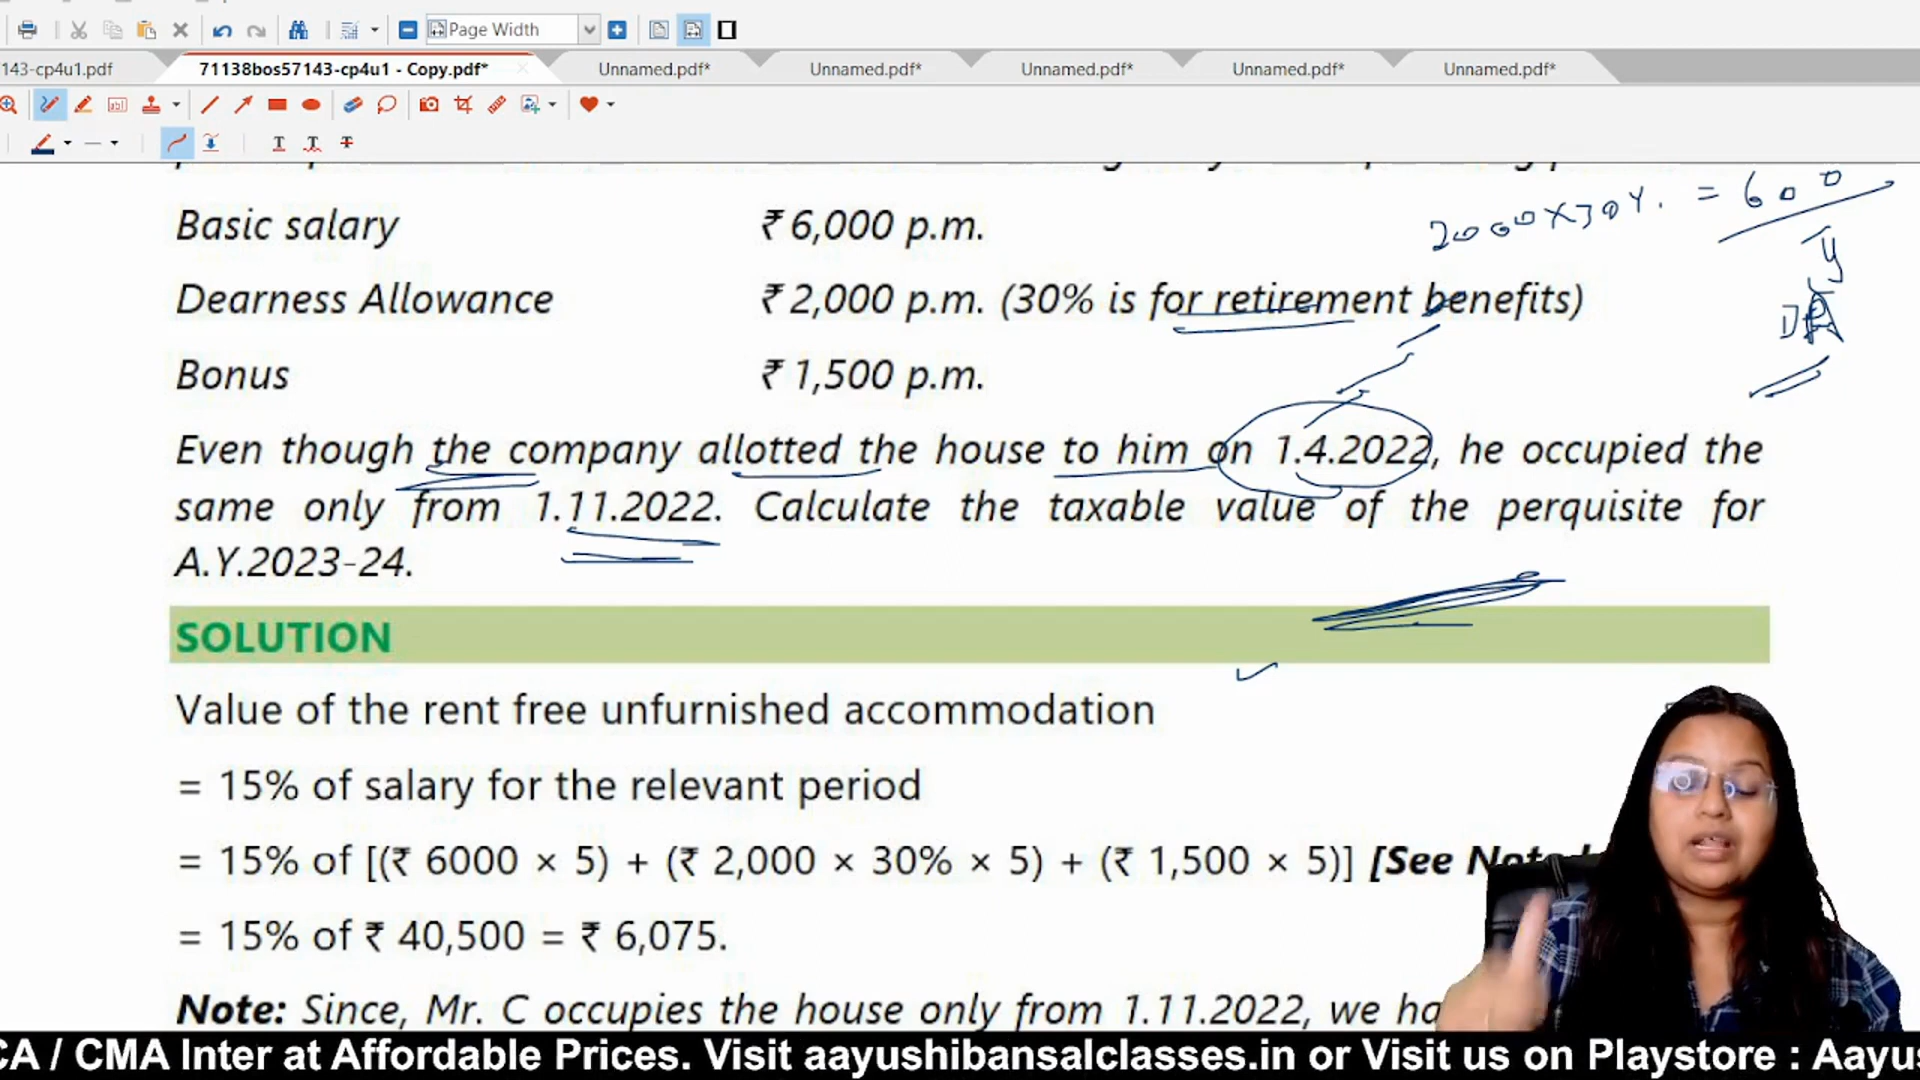 Page Width
143-cp4u1.pdf 71138bos57143-cp4u1 - Copy.pdf* Unnamed.pdf* Unnamed.pdf* Unnamed.pdf* Unnamed.pdf* Unnamed.pdf*
2000 X 30%. = 600
Basic salary ₹ 6,000 p.m.
Dearness Allowance ₹ 2,000 p.m. (30% is for retirement benefits)
DA
Bonus ₹ 1,500 p.m.
Even though the company allotted the house to him on 1.4.2022, he occupied the
same only from 1.11.2022. Calculate the taxable value of the perquisite for
A.Y.2023-24.
SOLUTION
Value of the rent free unfurnished accommodation
= 15% of salary for the relevant period
= 15% of [(₹ 6000 × 5) + (₹ 2,000 × 30% × 5) + (₹ 1,500 × 5)] [See Note
= 15% of ₹ 40,500 = ₹ 6,075.
Note: Since, Mr. C occupies the house only from 1.11.2022, we ha
CA / CMA Inter at Affordable Prices. Visit aayushibansalclasses.in or Visit us on Playstore : Aayus